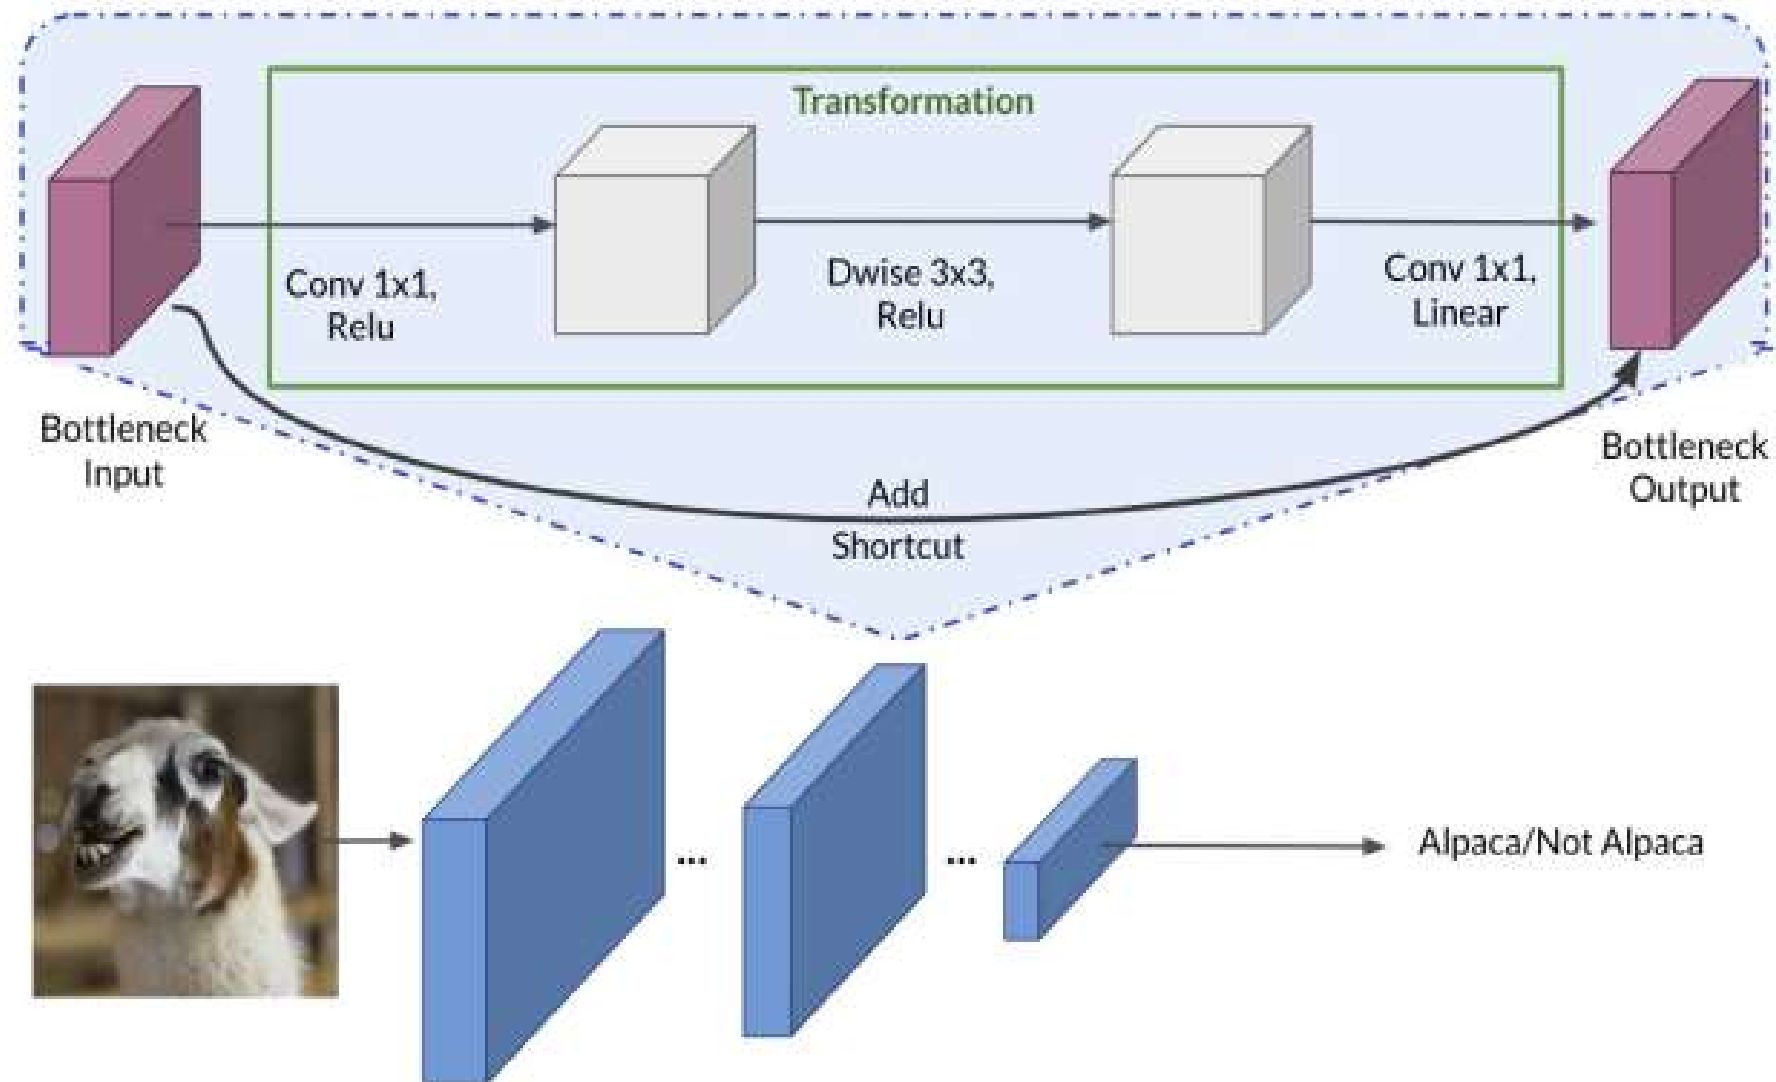 Transformation
Conv 1x1,
Relu
Dwise 3x3,
Relu
Conv 1x1,
Linear
Bottleneck
Input
Add
Shortcut
Bottleneck
Output
...
...
Alpaca/Not Alpaca